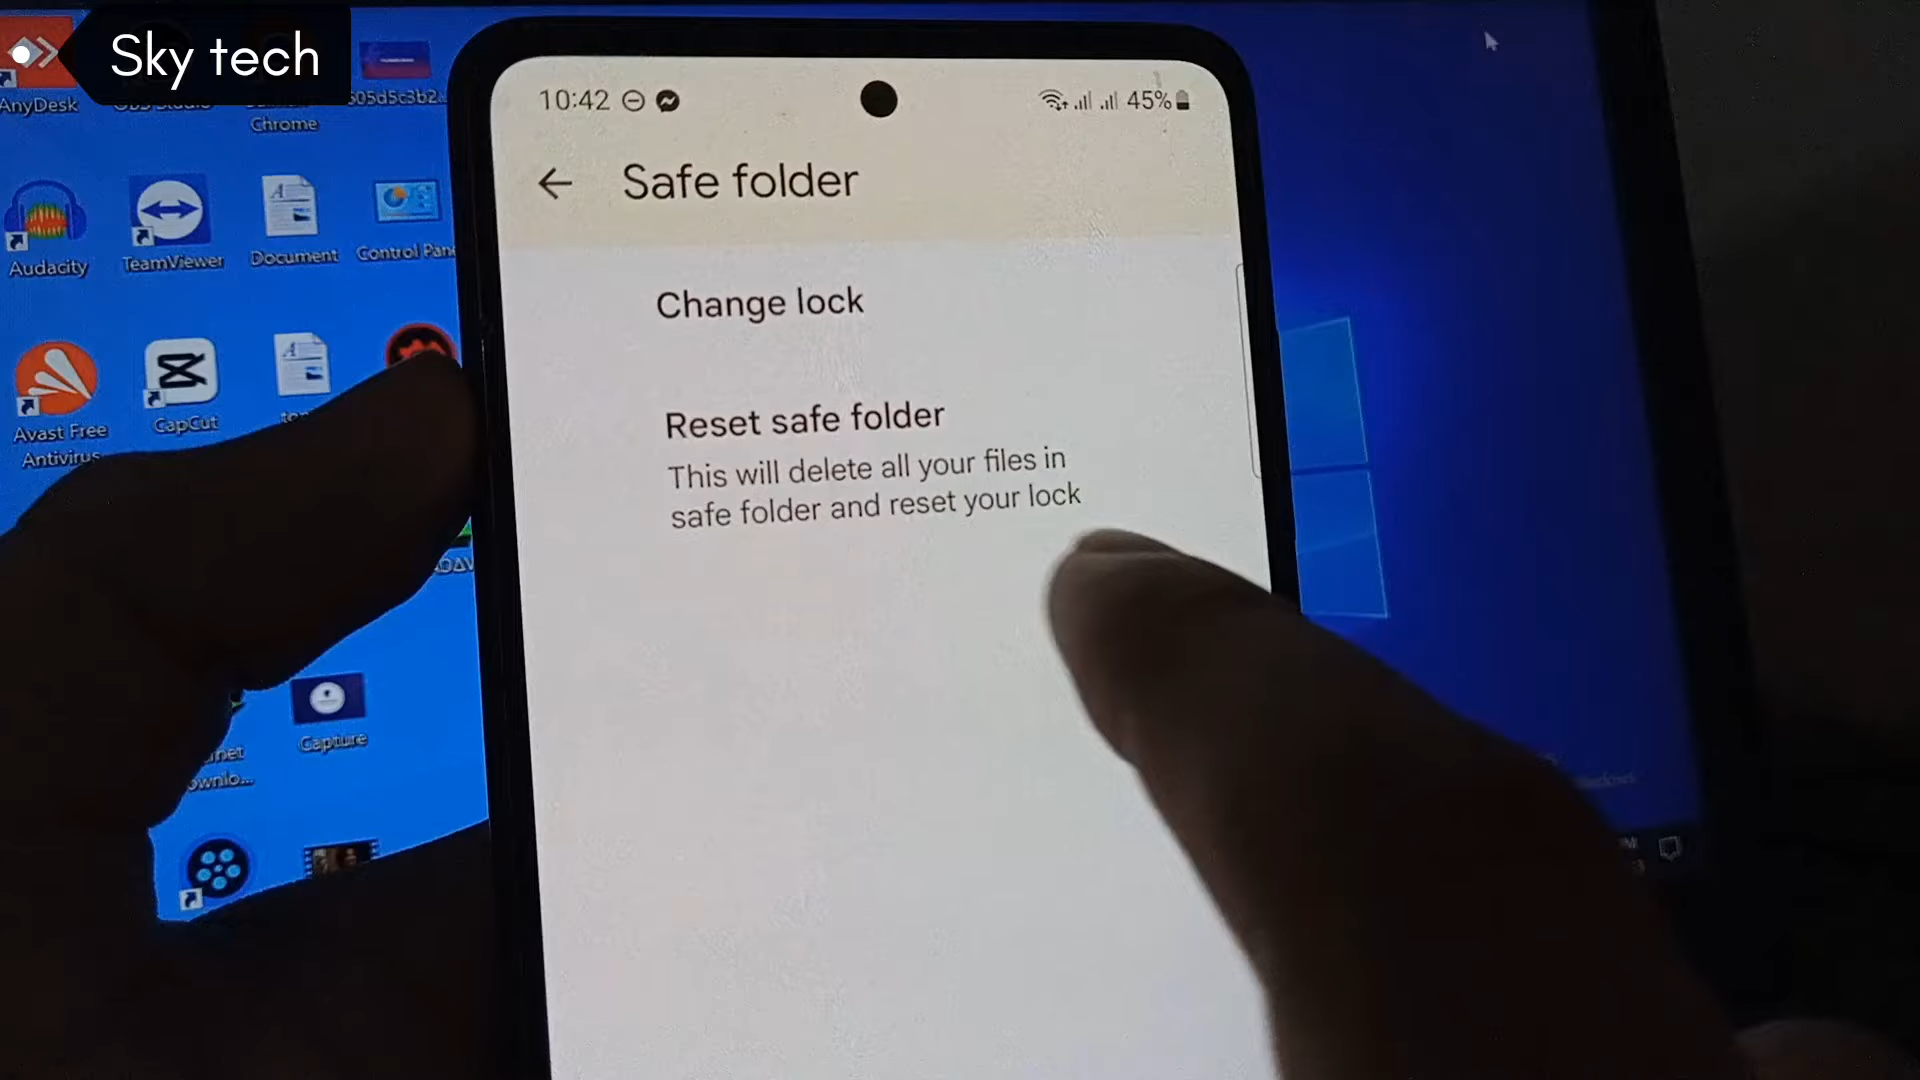 Sky tech
10:42
45%
Safe folder
Change lock
Reset safe folder
This will delete all your files in
safe folder and reset your lock
AnyDesk
Chrome
Audacity
TeamViewer
Document
Avast Free
Antivirus
CapCut
Capture